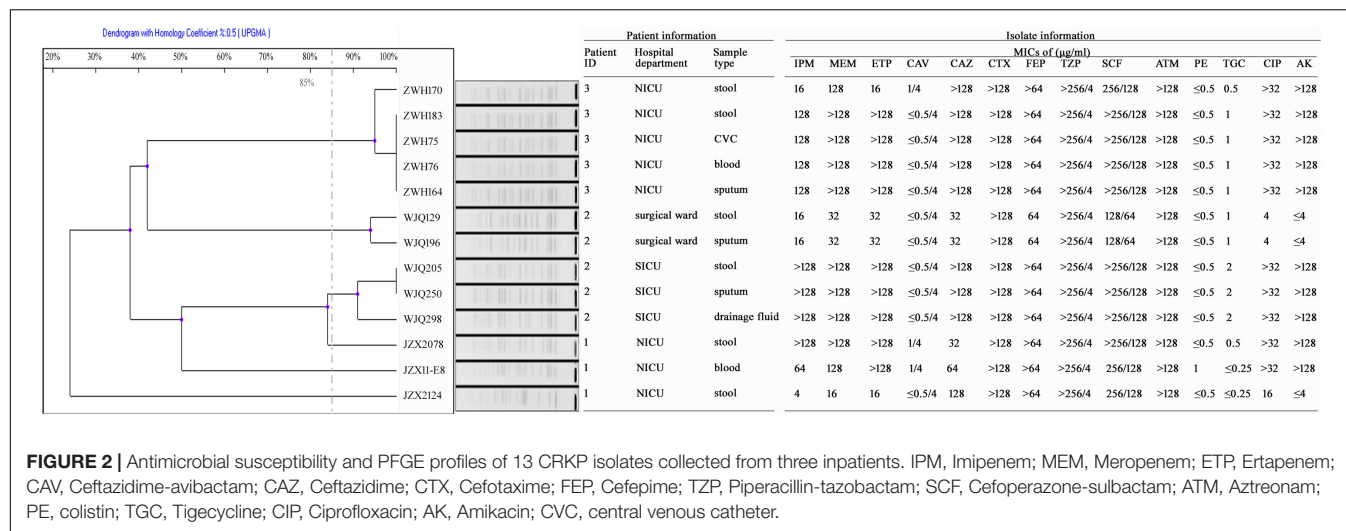 Dendrogram with Homology Coefficient %:0.5 ( UPGMA )
20% 30% 40% 50% 60% 70% 80% 90% 100%
85%
Patient information Isolate information
MICs of (μg/ml)
Patient ID Hospital department Sample type IPM MEM ETP CAV CAZ CTX FEP TZP SCF ATM PE TGC CIP AK
ZWH170 3 NICU stool 16 128 16 1/4 >128 >128 >64 >256/4 256/128 >128 ≤0.5 0.5 >32 >128
ZWH183 3 NICU stool 128 >128 >128 ≤0.5/4 >128 >128 >64 >256/4 >256/128 >128 ≤0.5 1 >32 >128
ZWH75 3 NICU CVC 128 >128 >128 ≤0.5/4 >128 >128 >64 >256/4 >256/128 >128 ≤0.5 1 >32 >128
ZWH76 3 NICU blood 128 >128 >128 ≤0.5/4 >128 >128 >64 >256/4 >256/128 >128 ≤0.5 1 >32 >128
ZWH164 3 NICU sputum 128 >128 >128 ≤0.5/4 >128 >128 >64 >256/4 >256/128 >128 ≤0.5 1 >32 >128
WJQ129 2 surgical ward stool 16 32 32 ≤0.5/4 32 >128 64 >256/4 128/64 >128 ≤0.5 1 4 ≤4
WJQ196 2 surgical ward sputum 16 32 32 ≤0.5/4 32 >128 64 >256/4 128/64 >128 ≤0.5 1 4 ≤4
WJQ205 2 SICU stool >128 >128 >128 ≤0.5/4 >128 >128 >64 >256/4 >256/128 >128 ≤0.5 2 >32 >128
WJQ250 2 SICU sputum >128 >128 >128 ≤0.5/4 >128 >128 >64 >256/4 >256/128 >128 ≤0.5 2 >32 >128
WJQ298 2 SICU drainage fluid >128 >128 >128 ≤0.5/4 >128 >128 >64 >256/4 >256/128 >128 ≤0.5 2 >32 >128
JZX2078 1 NICU stool >128 >128 >128 1/4 32 >128 >64 >256/4 >256/128 >128 ≤0.5 0.5 >32 >128
JZX11-E8 1 NICU blood 64 128 >128 1/4 64 >128 >64 >256/4 256/128 >128 1 ≤0.25 >32 >128
JZX2124 1 NICU stool 4 16 16 ≤0.5/4 128 >128 >64 >256/4 256/128 >128 ≤0.5 ≤0.25 16 ≤4
FIGURE 2 | Antimicrobial susceptibility and PFGE profiles of 13 CRKP isolates collected from three inpatients. IPM, Imipenem; MEM, Meropenem; ETP, Ertapenem;
CAV, Ceftazidime-avibactam; CAZ, Ceftazidime; CTX, Cefotaxime; FEP, Cefepime; TZP, Piperacillin-tazobactam; SCF, Cefoperazone-sulbactam; ATM, Aztreonam;
PE, colistin; TGC, Tigecycline; CIP, Ciprofloxacin; AK, Amikacin; CVC, central venous catheter.